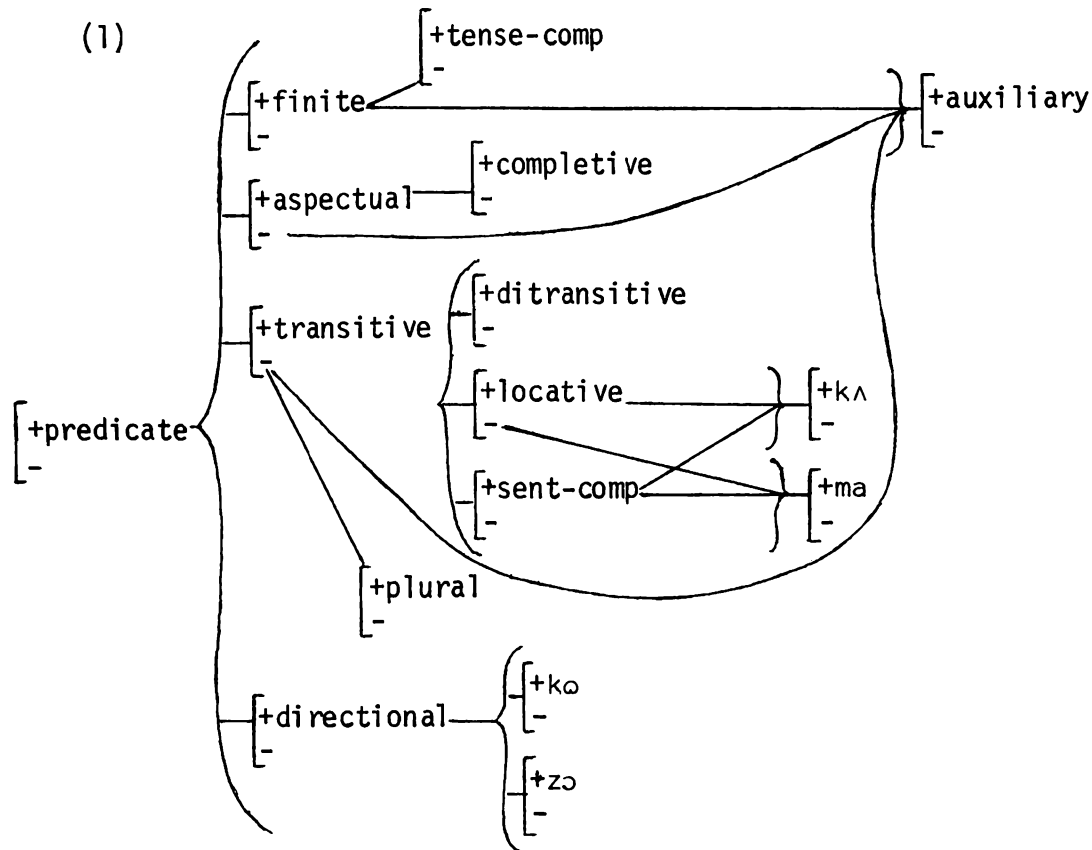 (1)
+tense-comp
-
+finite
-
+auxiliary
-
+completive
-
+aspectual
-
+ditransitive
-
+transitive
-
+locative
-
+kʌ
-
+predicate
-
+sent-comp
-
+ma
-
+plural
-
+kɷ
-
+directional
-
+zɔ
-